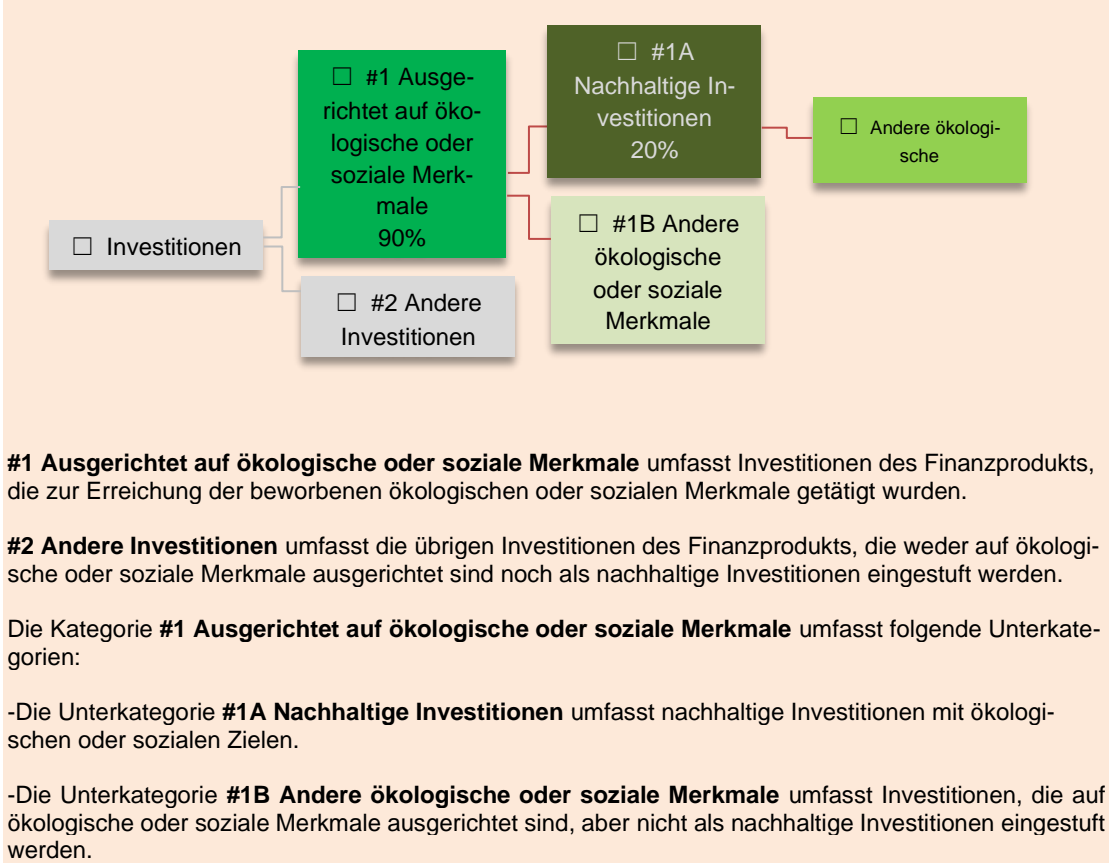 ☐ #1 Ausge-
richtet auf öko-
logische oder
soziale Merk-
male
90%
☐ #1A
Nachhaltige In-
vestitionen
20%
☐ Andere ökologi-
sche
☐ Investitionen
☐ #1B Andere
ökologische
oder soziale
Merkmale
☐ #2 Andere
Investitionen
#1 Ausgerichtet auf ökologische oder soziale Merkmale umfasst Investitionen des Finanzprodukts,
die zur Erreichung der beworbenen ökologischen oder sozialen Merkmale getätigt wurden.
#2 Andere Investitionen umfasst die übrigen Investitionen des Finanzprodukts, die weder auf ökologi-
sche oder soziale Merkmale ausgerichtet sind noch als nachhaltige Investitionen eingestuft werden.
Die Kategorie #1 Ausgerichtet auf ökologische oder soziale Merkmale umfasst folgende Unterkate-
gorien:
-Die Unterkategorie #1A Nachhaltige Investitionen umfasst nachhaltige Investitionen mit ökologi-
schen oder sozialen Zielen.
-Die Unterkategorie #1B Andere ökologische oder soziale Merkmale umfasst Investitionen, die auf
ökologische oder soziale Merkmale ausgerichtet sind, aber nicht als nachhaltige Investitionen eingestuft
werden.